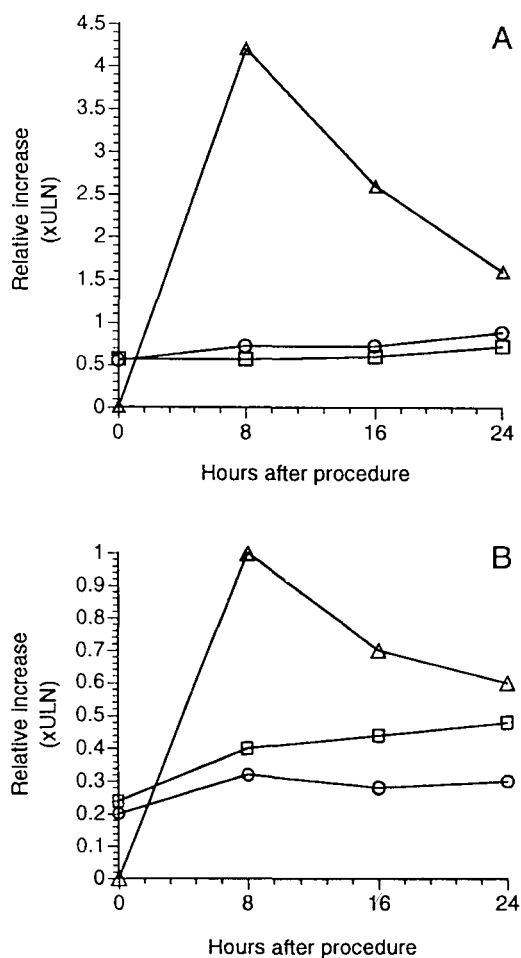 A
4.5
4
3.5
3
2.5
2
1.5
1
0.5
0
Relative increase
(xULN)
0 8 16 24
Hours after procedure
B
1
0.9
0.8
0.7
0.6
0.5
0.4
0.3
0.2
0.1
0
Relative increase
(xULN)
0 8 16 24
Hours after procedure